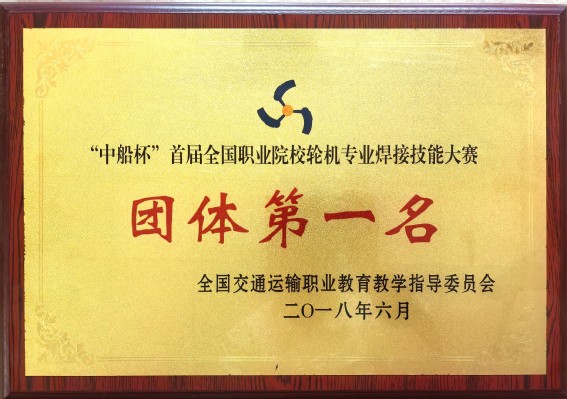 “中船杯”首届全国职业院校轮机专业焊接技能大赛
团体第一名
全国交通运输职业教育教学指导委员会
二〇一八年六月